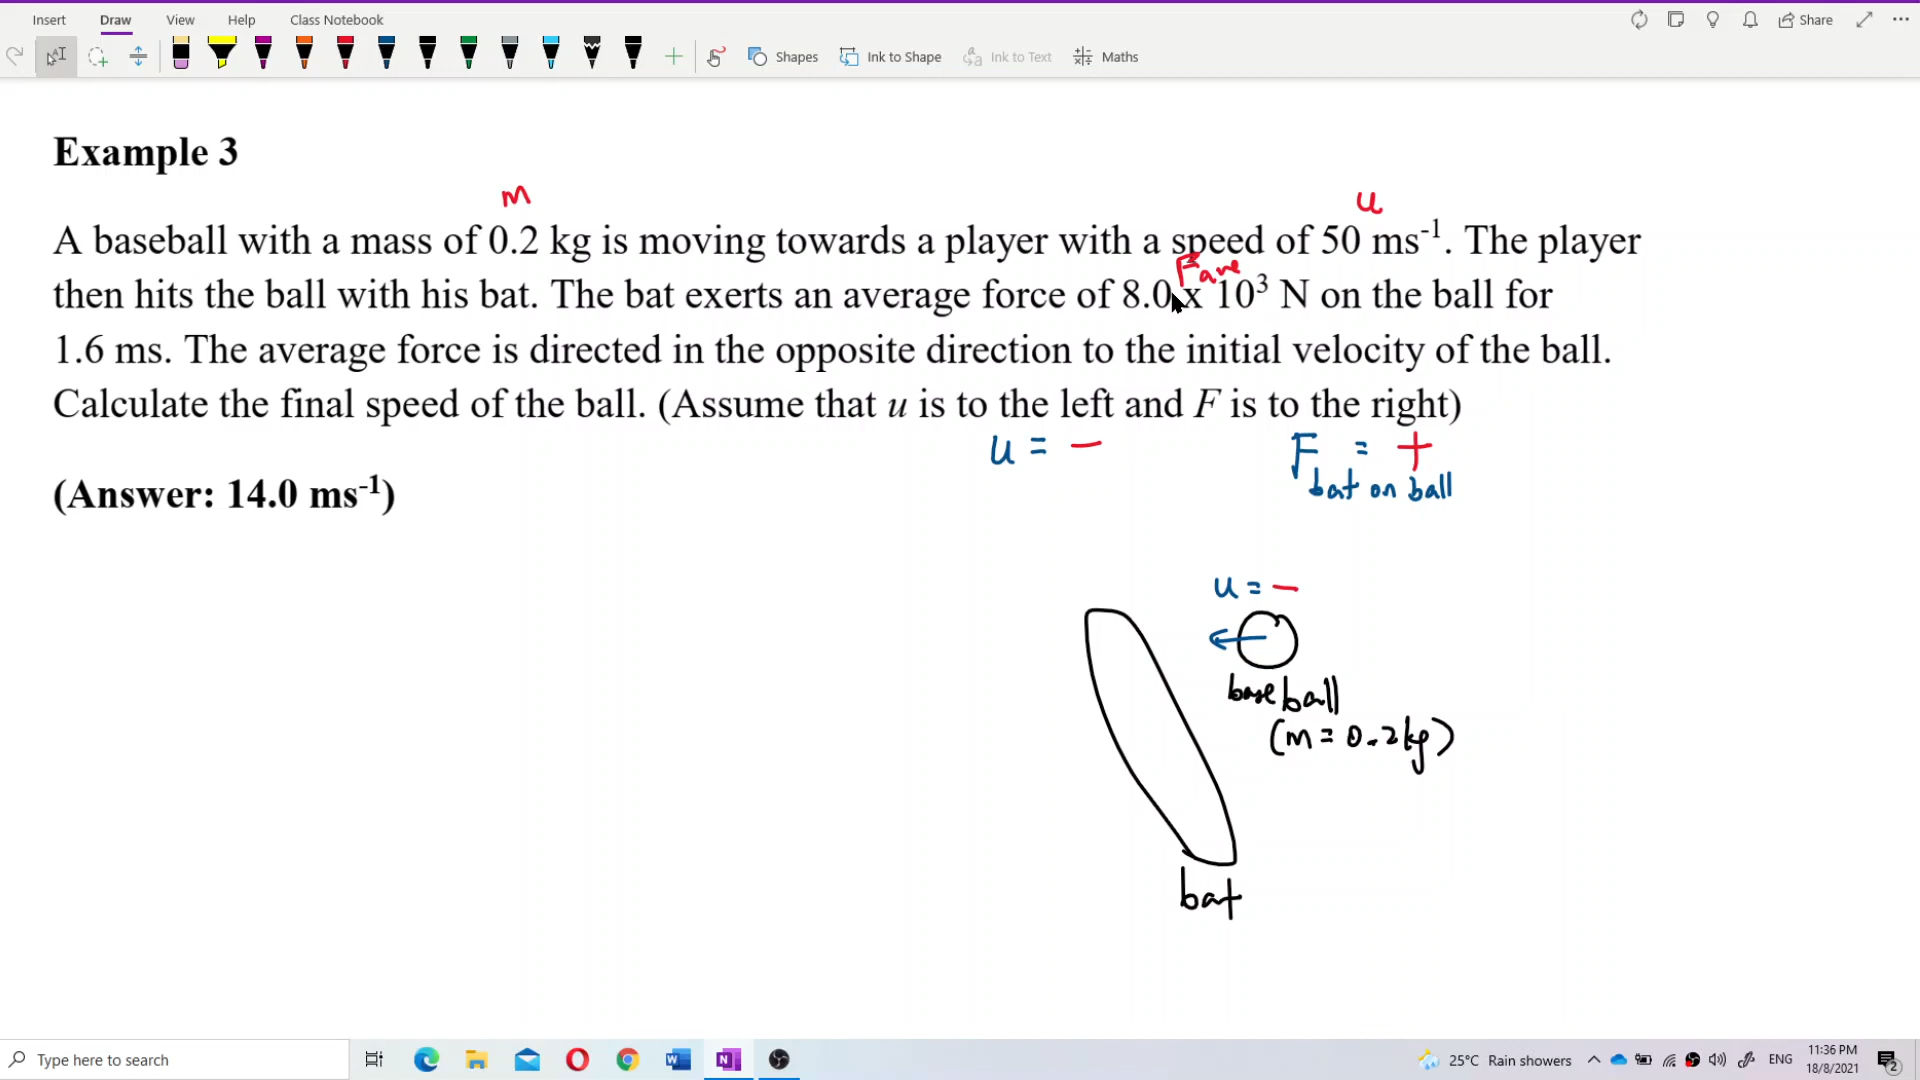 Insert Draw View Help Class Notebook Share
Shapes Ink to Shape Ink to Text Maths
Example 3
m u
A baseball with a mass of 0.2 kg is moving towards a player with a speed of 50 ms⁻¹. The player
Fave
then hits the ball with his bat. The bat exerts an average force of 8.0 x 10³ N on the ball for
1.6 ms. The average force is directed in the opposite direction to the initial velocity of the ball.
Calculate the final speed of the ball. (Assume that u is to the left and F is to the right)
u = − F = +
bat on ball
(Answer: 14.0 ms⁻¹)
u = −
baseball
(m = 0.2kg)
bat
Type here to search
25°C Rain showers ENG 11:36 PM
18/8/2021
2